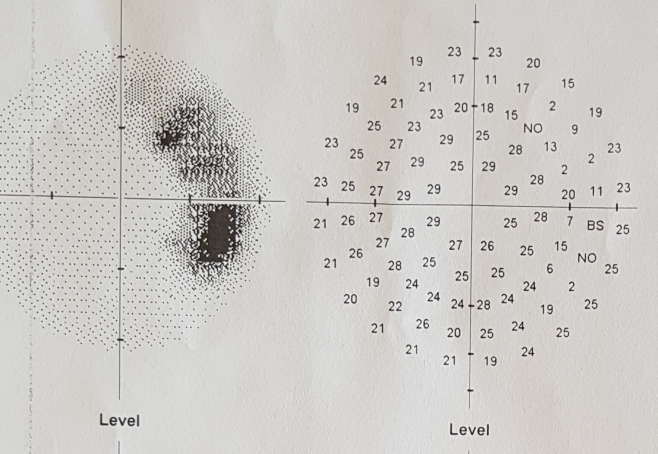 23 23
19 20
24 21 17 11 17 15
19 21 23 20 18 15 2 19
25 23 NO 9
23 27 29 25 28 13 23
25 27 29 25 29 2 2
23 25 27 29 29 29 28 20 11 23
21 26 27 28 29 25 28 7 BS 25
27 27 26 25 15
21 26 28 25 NO 25
19 24 25 25 24 6 2
20 22 24 24 28 24 19 25
21 26 20 25 24 25
21 21 19 24
Level
Level